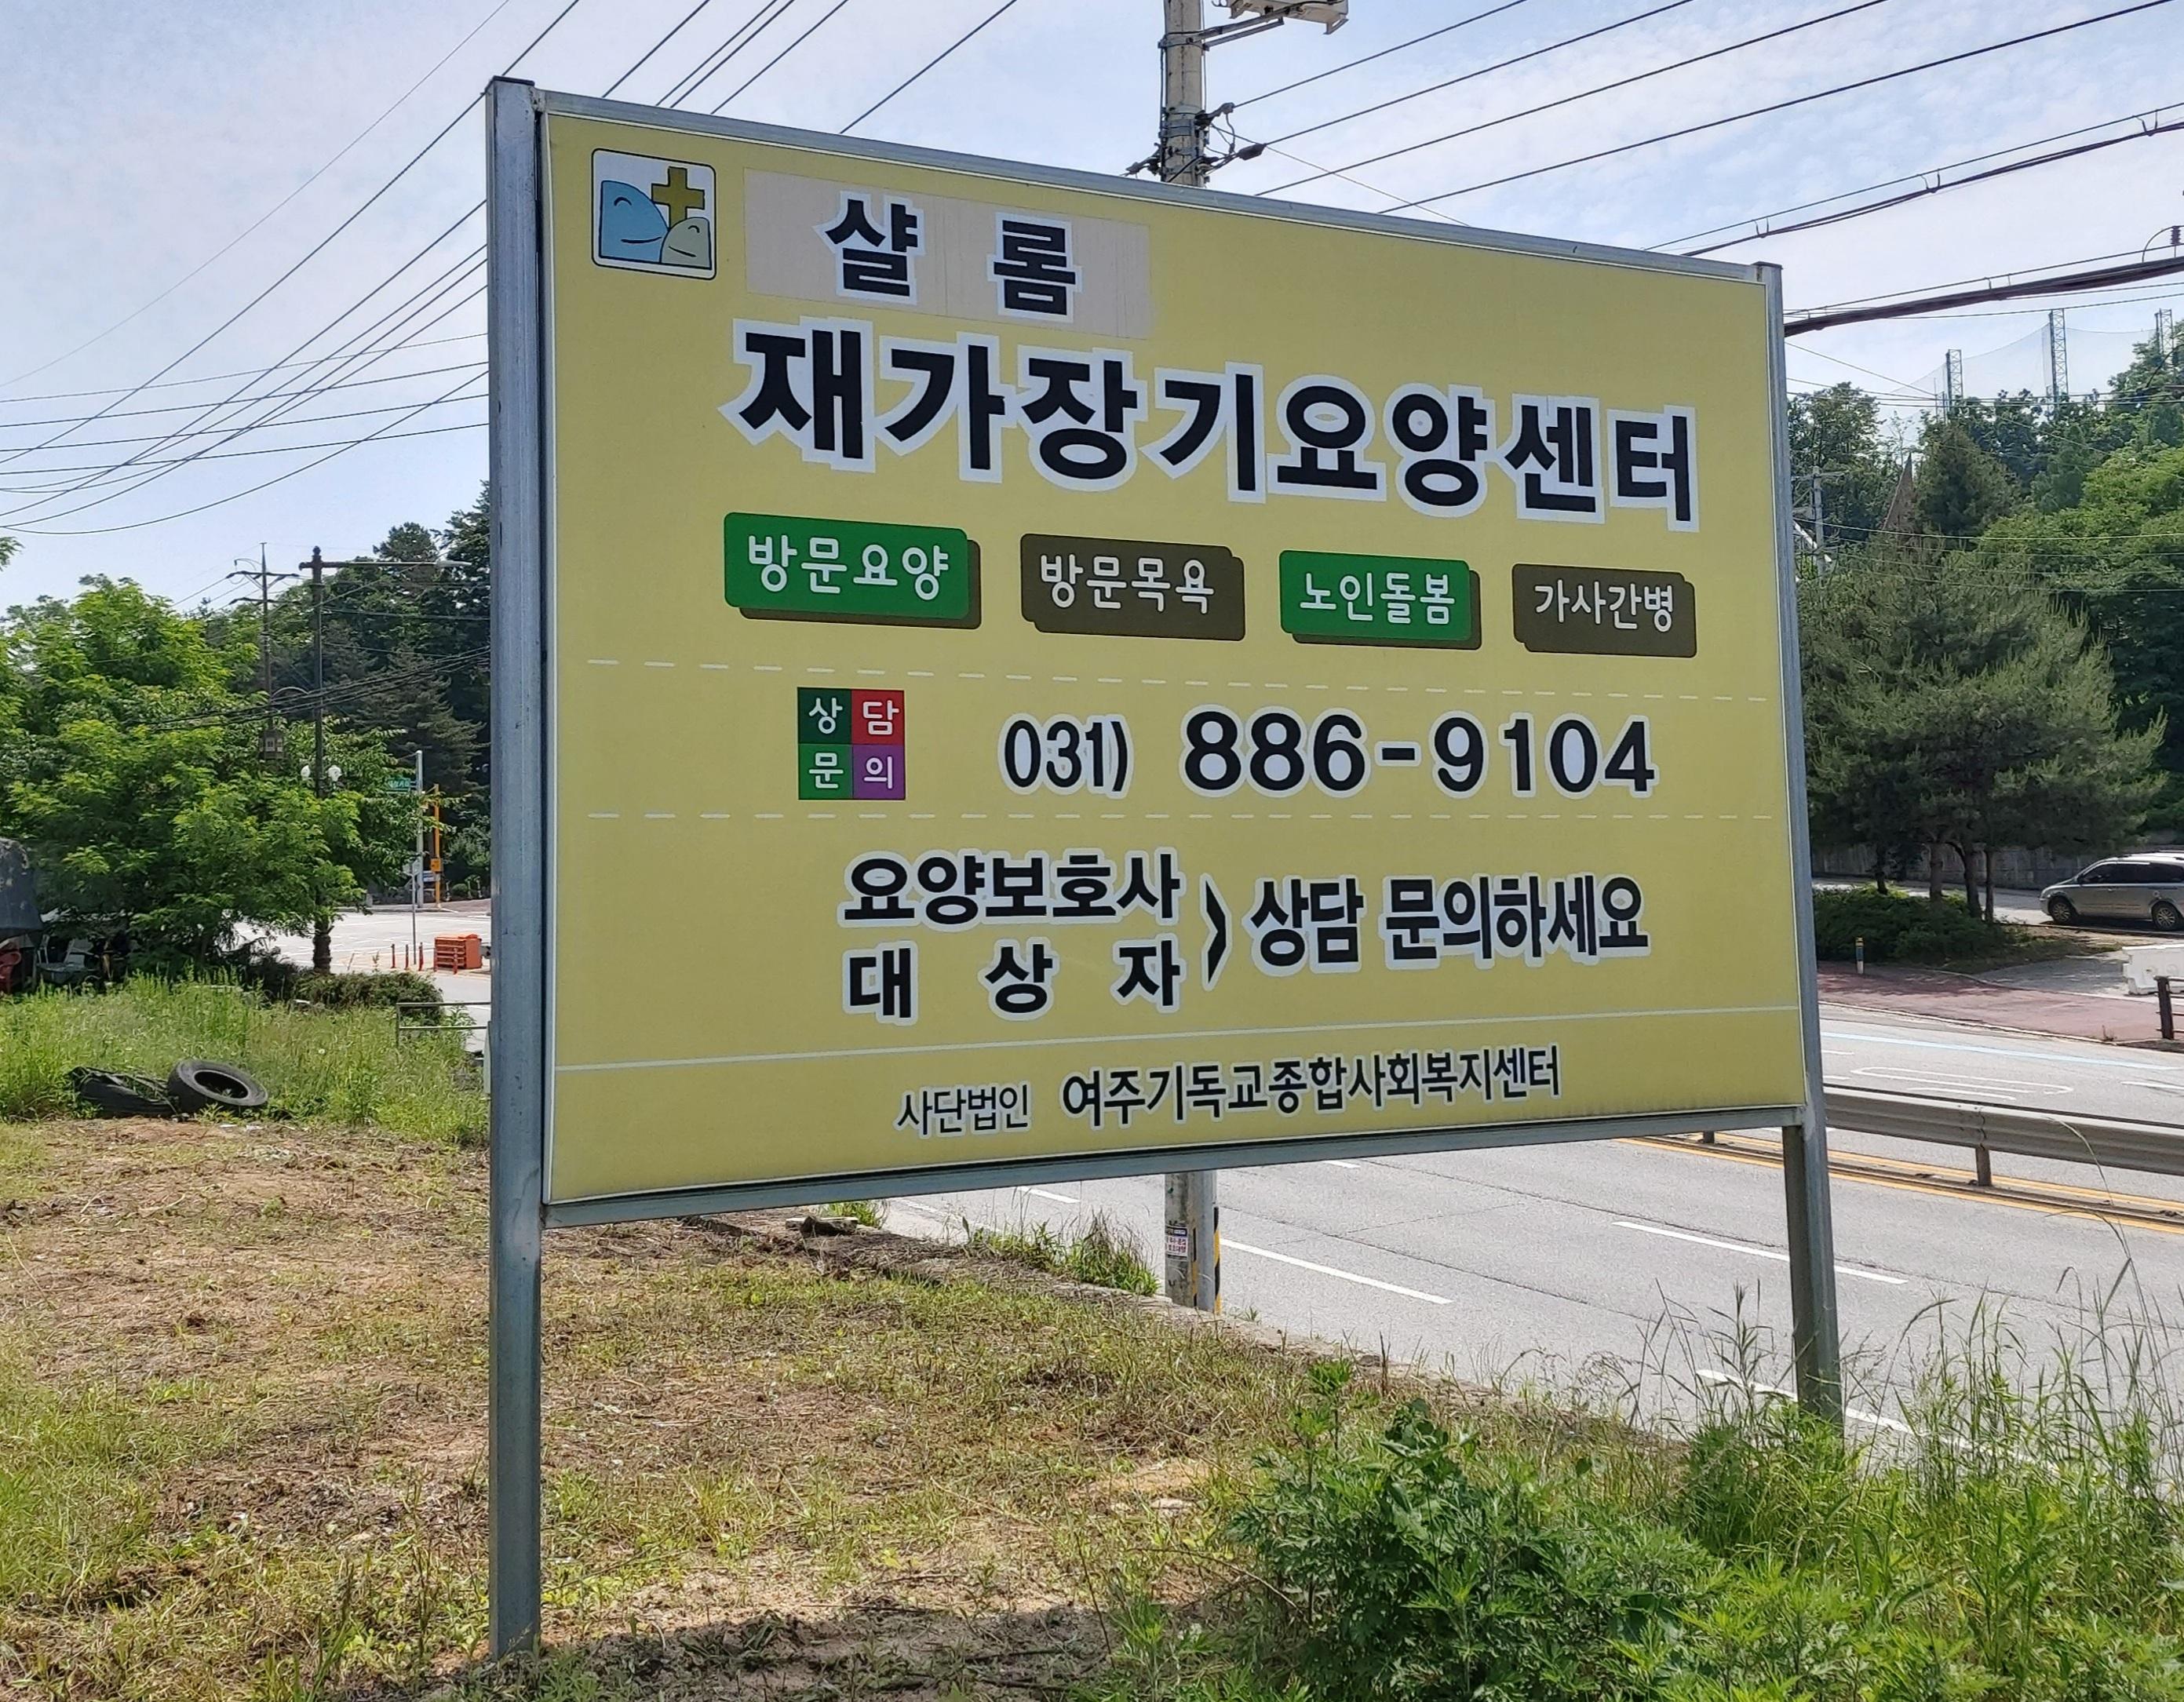 샬 롬
재가장기요양센터
방문요양 방문목욕 노인돌봄 가사간병
상담
문의
031) 886-9104
요양보호사
대 상 자
> 상담 문의하세요
사단법인 여주기독교종합사회복지센터